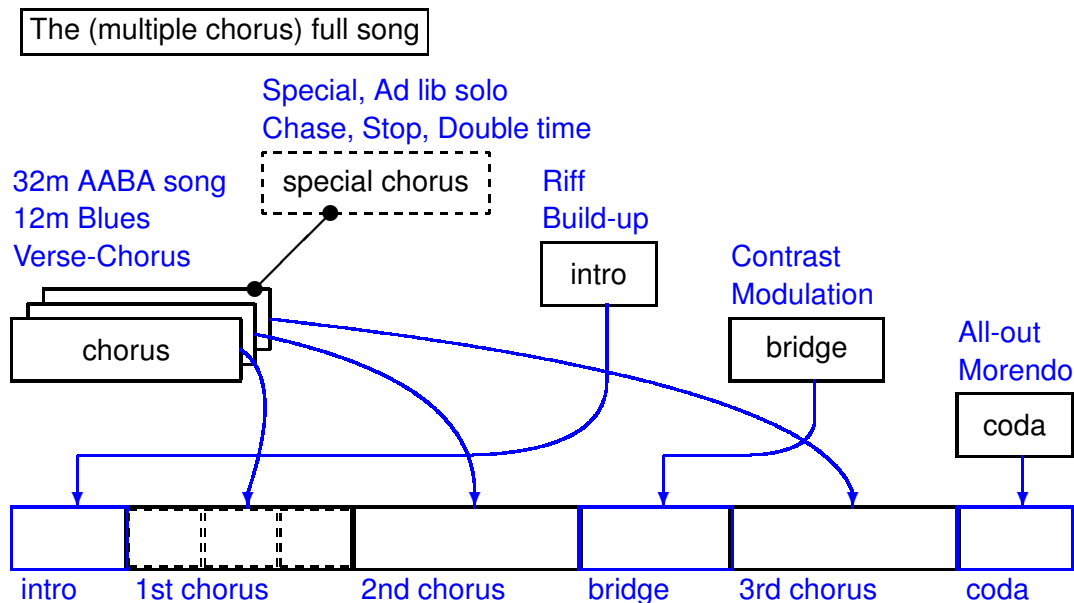 The (multiple chorus) full song
Special, Ad lib solo
Chase, Stop, Double time
special chorus
32m AABA song
12m Blues
Verse-Chorus
chorus
Riff
Build-up
intro
Contrast
Modulation
bridge
All-out
Morendo
coda
intro
1st chorus
2nd chorus
bridge
3rd chorus
coda